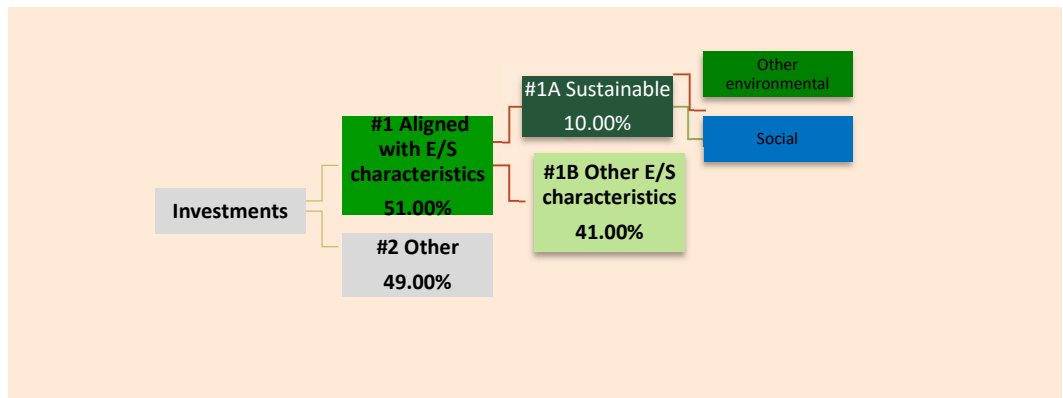 Investments
#1 Aligned
with E/S
characteristics
51.00%
#2 Other
49.00%
#1A Sustainable
10.00%
#1B Other E/S
characteristics
41.00%
Other
environmental
Social